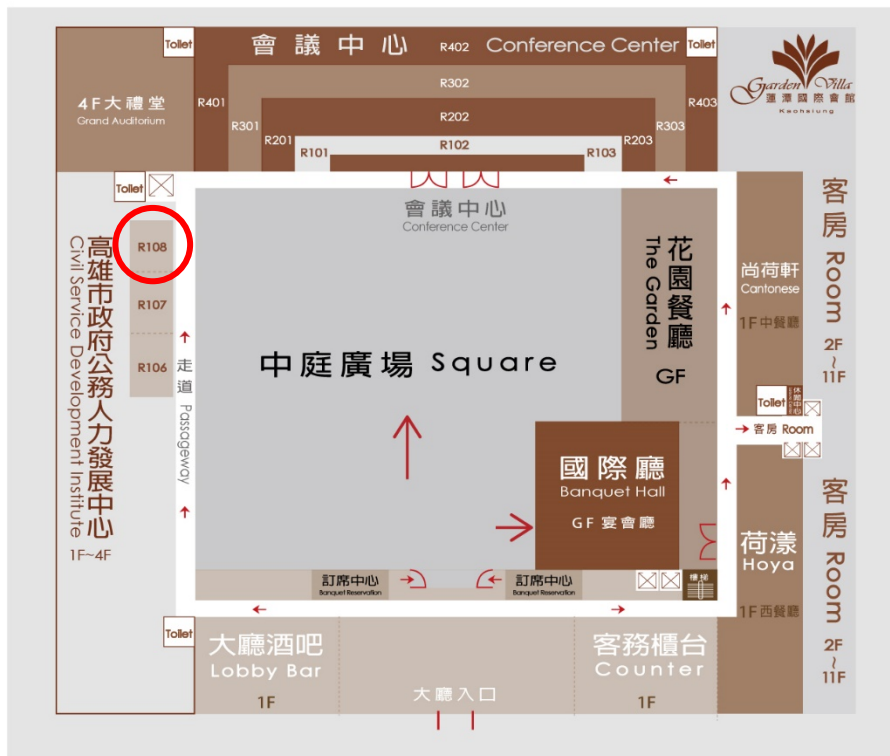 Toilet
會議中心 R402 Conference Center
Toilet
Garden Villa
蓮潭國際會館
Kaohsiung
4F大禮堂
Grand Auditorium
R401
R302
R403
R301
R202
R303
R201
R102
R203
R101
R103
Toilet
會議中心
Conference Center
高雄市政府公務人力發展中心
Civil Service Development Institute
1F~4F
R108
R107
R106
走道 Passageway
中庭廣場 Square
花園餐廳
The Garden
GF
尚荷軒
Cantonese
1F中餐廳
客房 Room
2F
~
11F
Toilet
休閒中心
客房 Room
國際廳
Banquet Hall
GF 宴會廳
荷漾
Hoya
1F西餐廳
客房 Room
2F
~
11F
訂席中心
Banquet Reservation
訂席中心
Banquet Reservation
樓梯
Toilet
大廳酒吧
Lobby Bar
1F
大廳入口
客務櫃台
Counter
1F